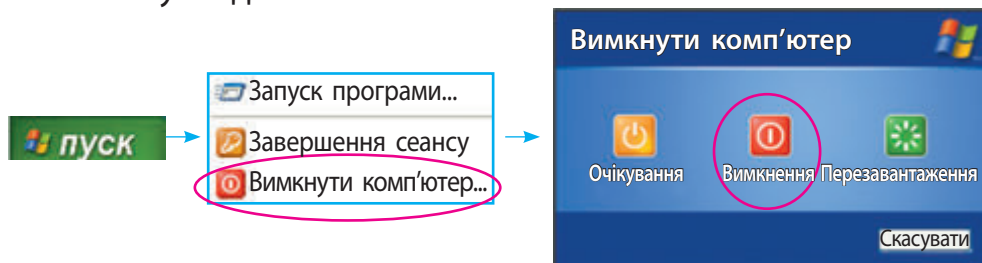 пуск
Запуск програми...
Завершення сеансу
Вимкнути комп'ютер...
Вимкнути комп'ютер
Очікування Вимкнення Перезавантаження
Скасувати